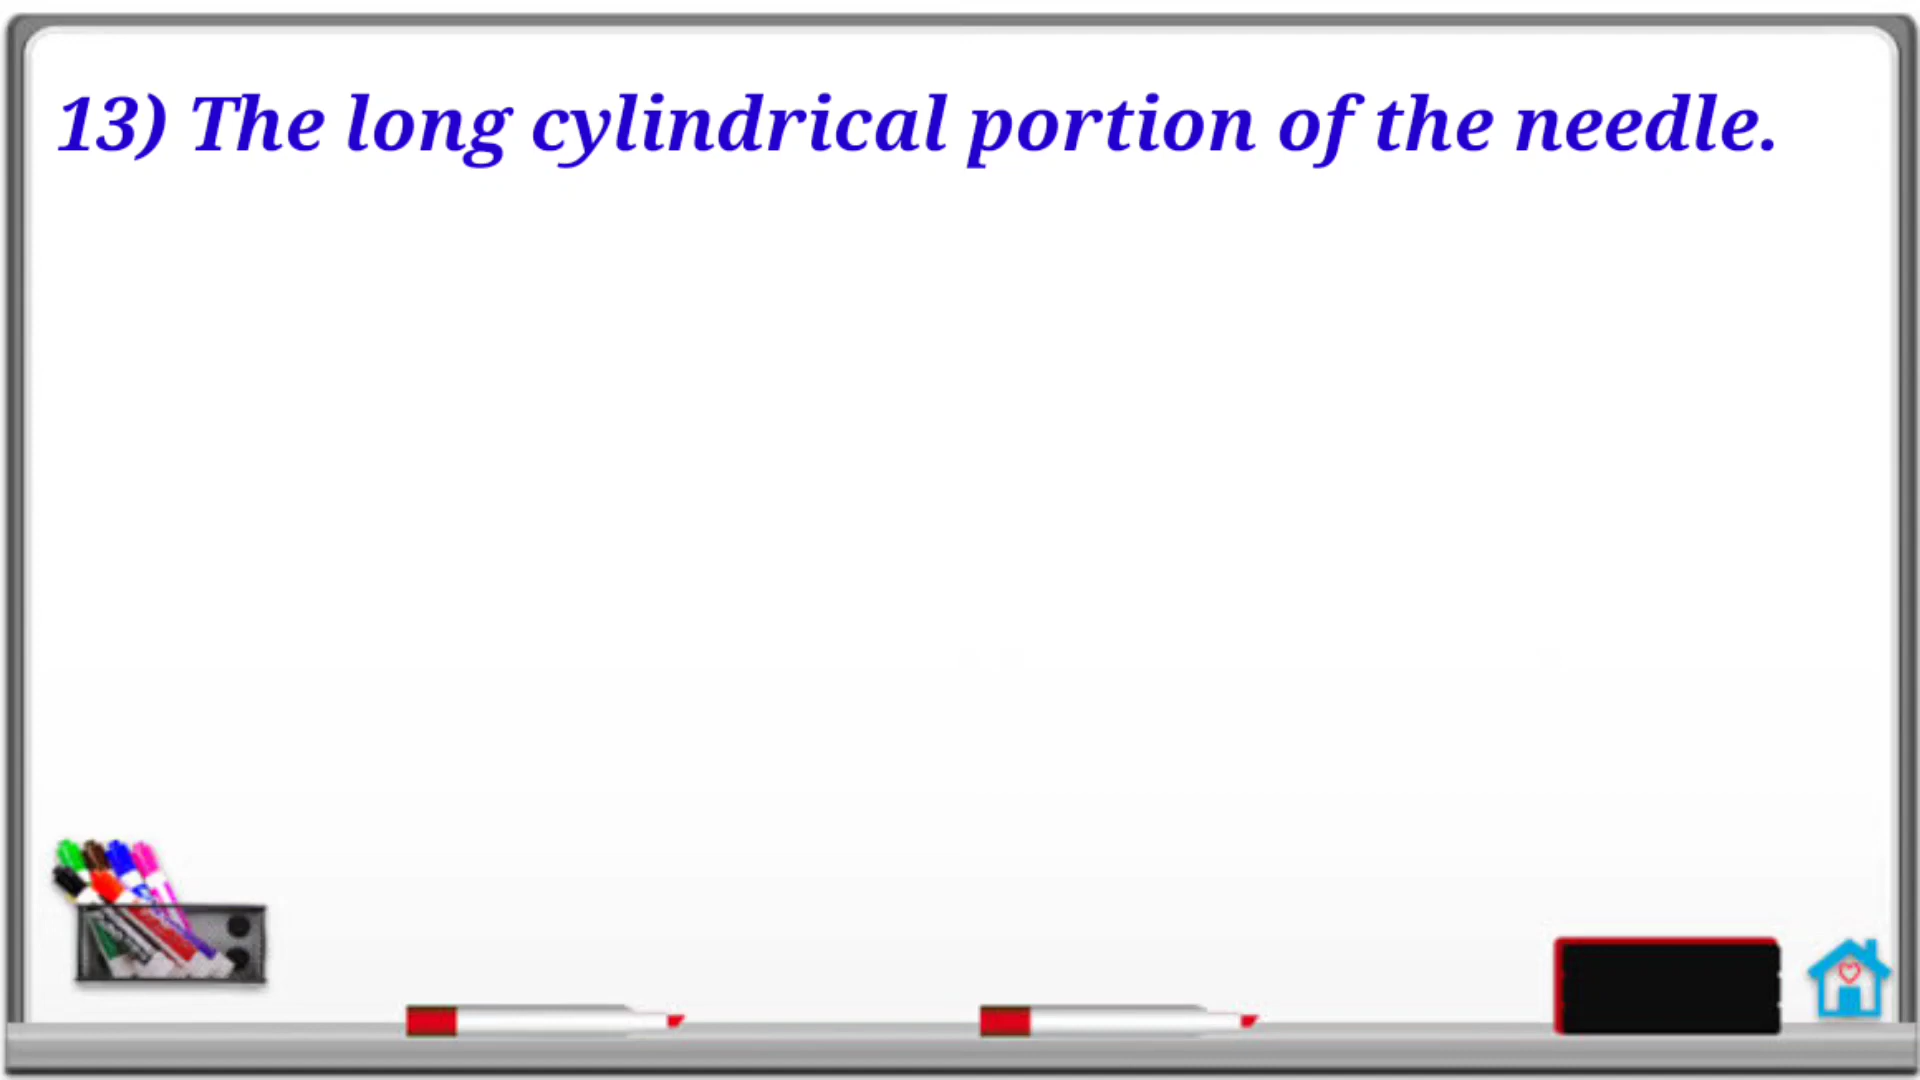 13) The long cylindrical portion of the needle.